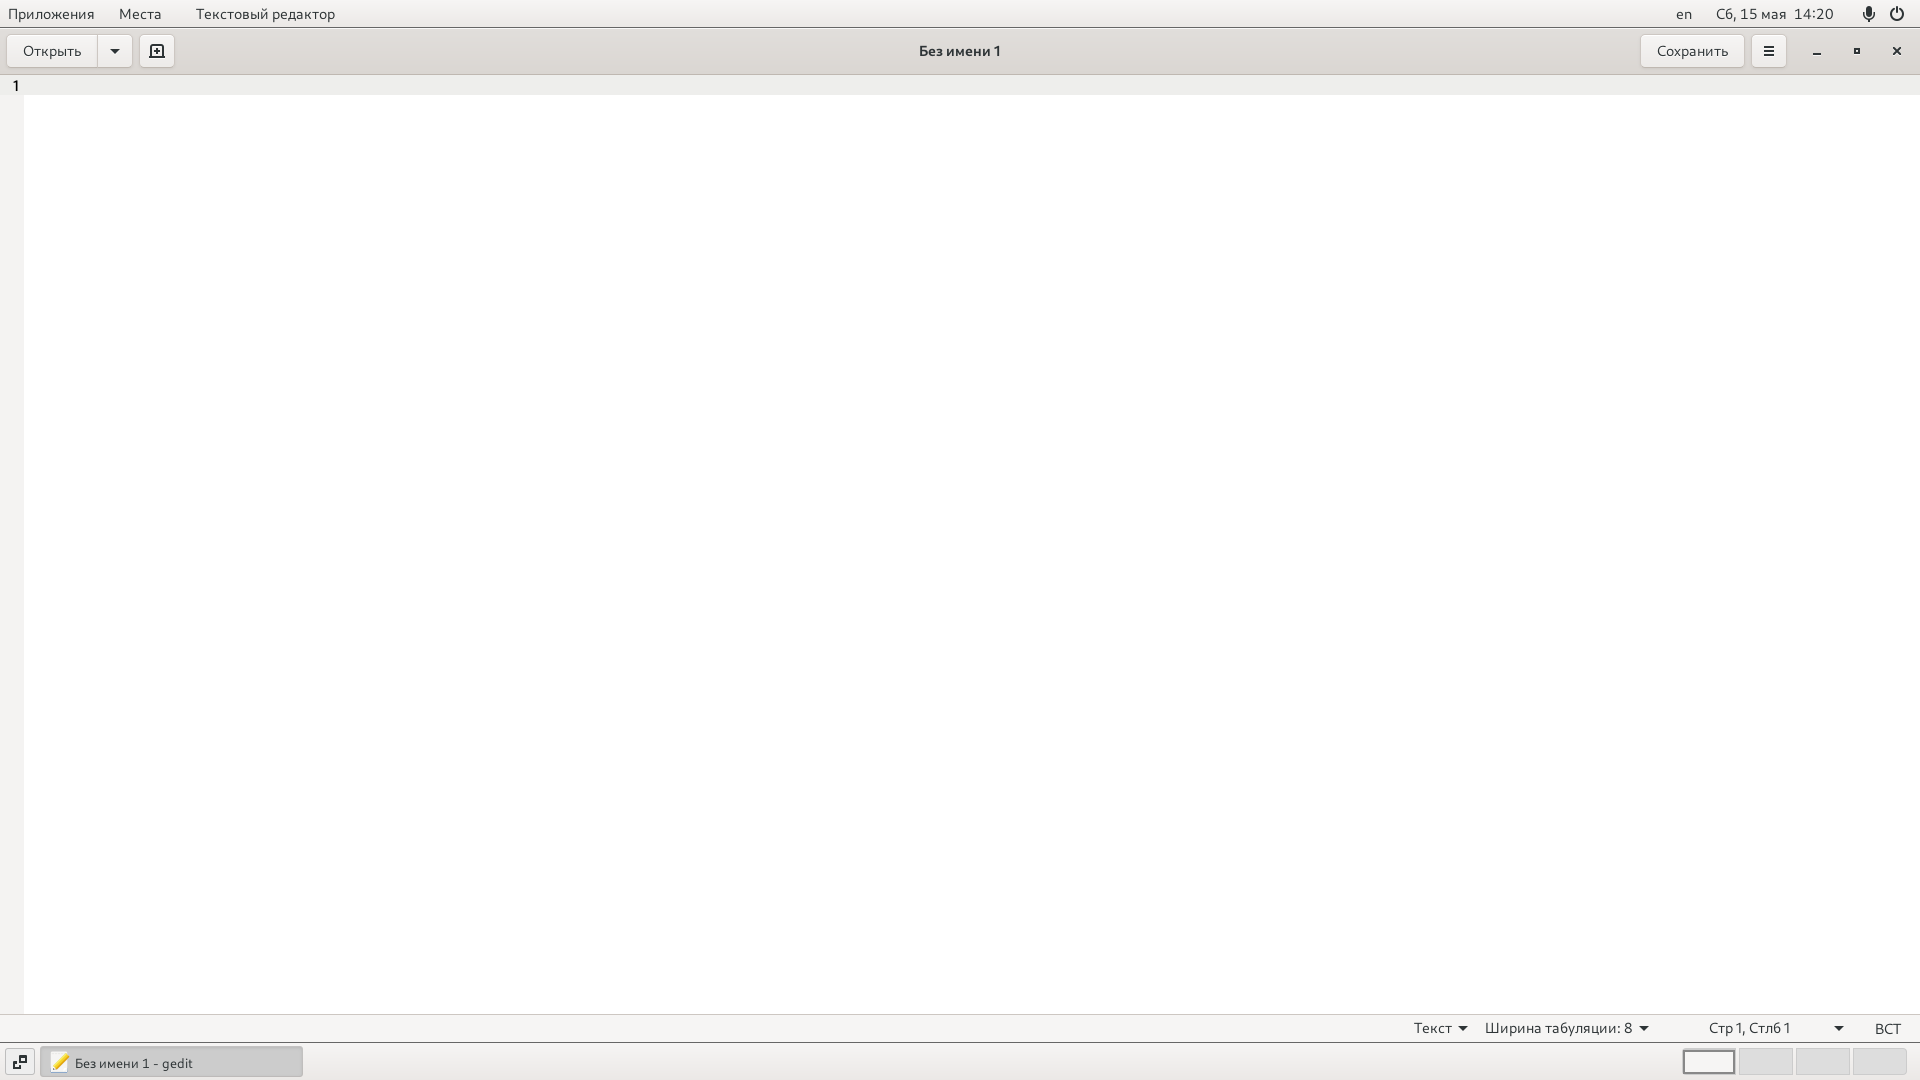 Приложения Места Текстовый редактор en Сб, 15 мая 14:20
Открыть Без имени 1 Сохранить
1
Текст Ширина табуляции: 8 Стр 1, Стлб 1 ВСТ
Без имени 1 - gedit